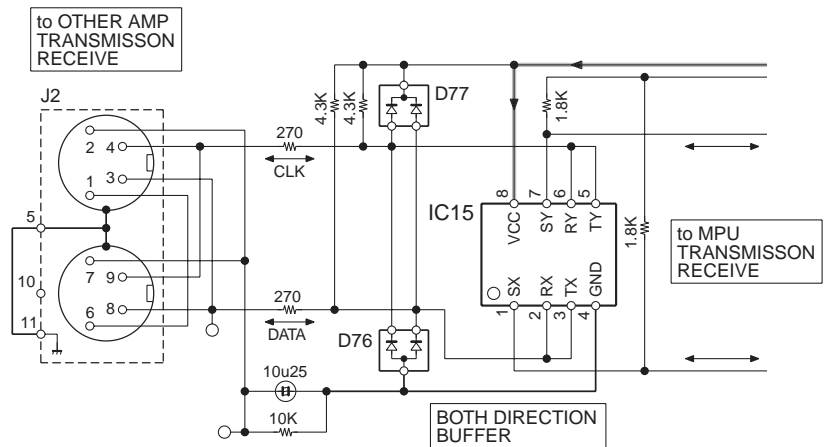 to OTHER AMP
TRANSMISSON
RECEIVE
J2
2
4
1
3
5
7
9
10
6
8
11
270
CLK
270
DATA
4.3K
4.3K
D77
D76
10u25
10K
1.8K
1.8K
IC15
8
7
6
5
VCC
SY
RY
TY
SX
RX
TX
GND
1
2
3
4
to MPU
TRANSMISSON
RECEIVE
BOTH DIRECTION
BUFFER